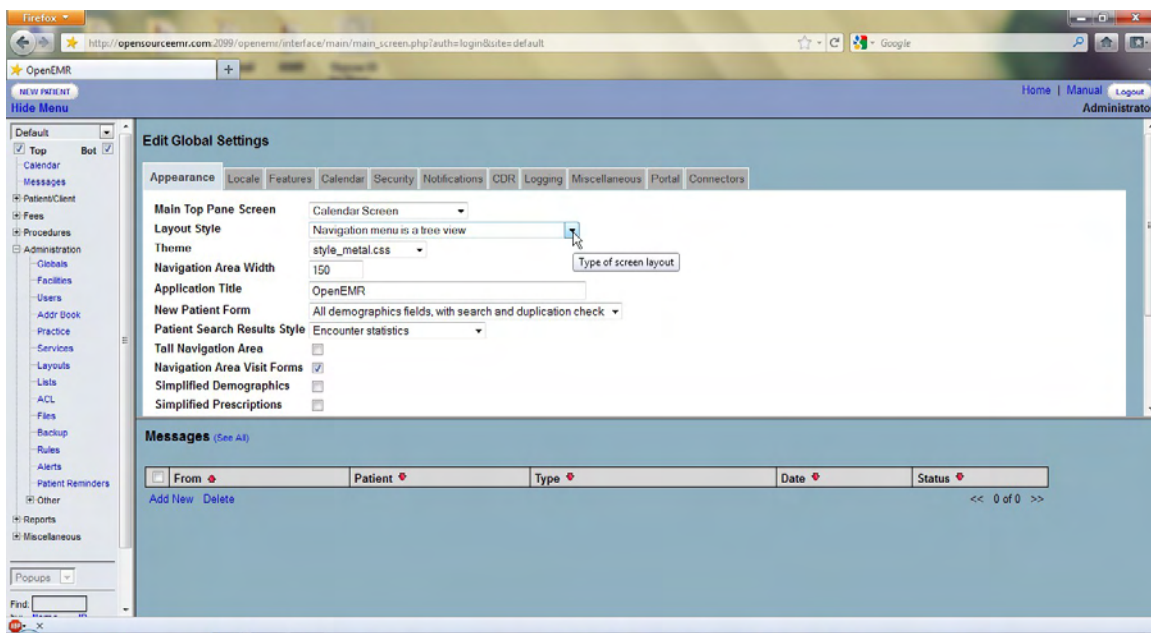 Firefox
http://opensourceemr.com:2099/openemr/interface/main/main_screen.php?auth=login&site=default
Google
OpenEMR
NEW PATIENT
Home | Manual Logout
Hide Menu
Administrato
Default
Top Bot
Calendar
Messages
Patient/Client
Fees
Procedures
Administration
Globals
Facilities
Users
Addr Book
Practice
Services
Layouts
Lists
ACL
Files
Backup
Rules
Alerts
Patient Reminders
Other
Reports
Miscellaneous
Popups
Find:
Edit Global Settings
Appearance Locale Features Calendar Security Notifications CDR Logging Miscellaneous Portal Connectors
Main Top Pane Screen Calendar Screen
Layout Style Navigation menu is a tree view
Theme style_metal.css
Type of screen layout
Navigation Area Width 150
Application Title OpenEMR
New Patient Form All demographics fields, with search and duplication check
Patient Search Results Style Encounter statistics
Tall Navigation Area
Navigation Area Visit Forms
Simplified Demographics
Simplified Prescriptions
Messages (See All)
From Patient Type Date Status
Add New Delete << 0 of 0 >>
ABP